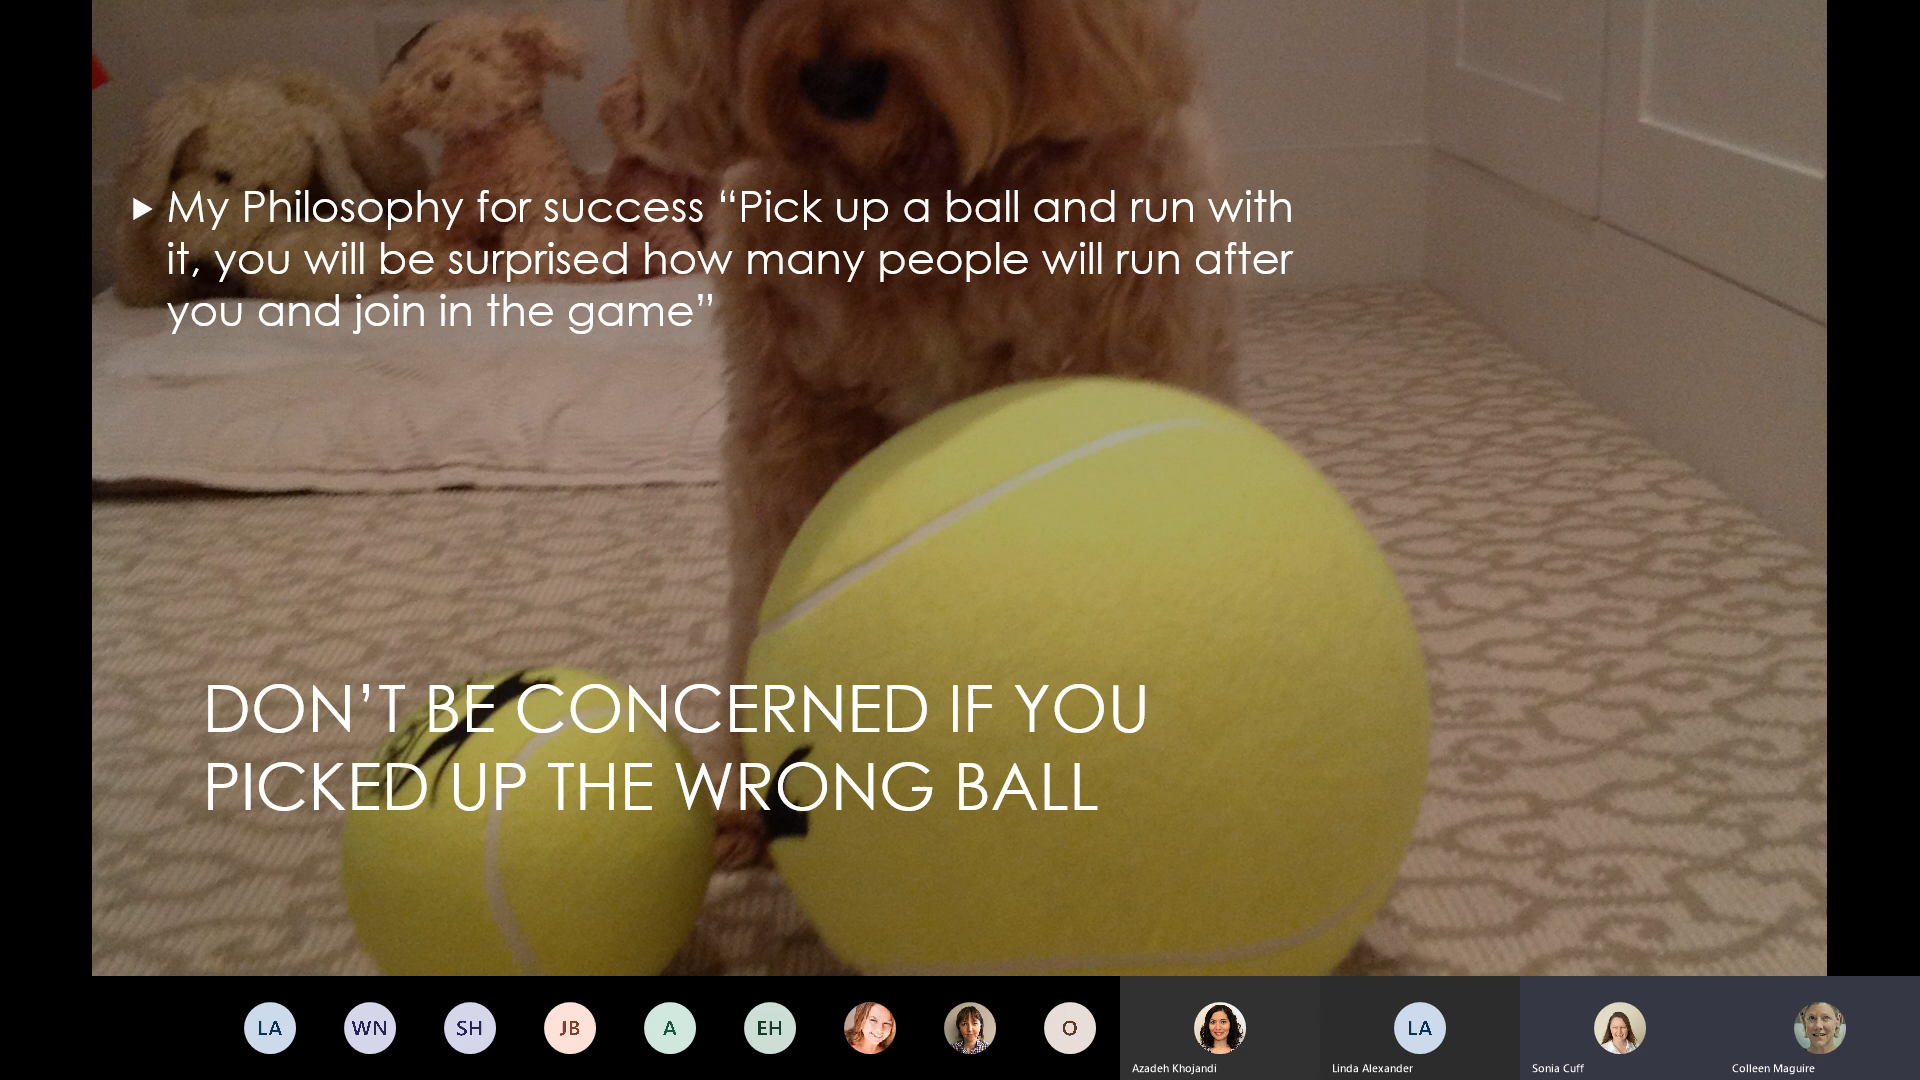 My Philosophy for success “Pick up a ball and run with
it, you will be surprised how many people will run after
you and join in the game”
DON’T BE CONCERNED IF YOU
PICKED UP THE WRONG BALL
LA
WN
SH
JB
A
EH
O
LA
Azadeh Khojandi
Linda Alexander
Sonia Cuff
Colleen Maguire